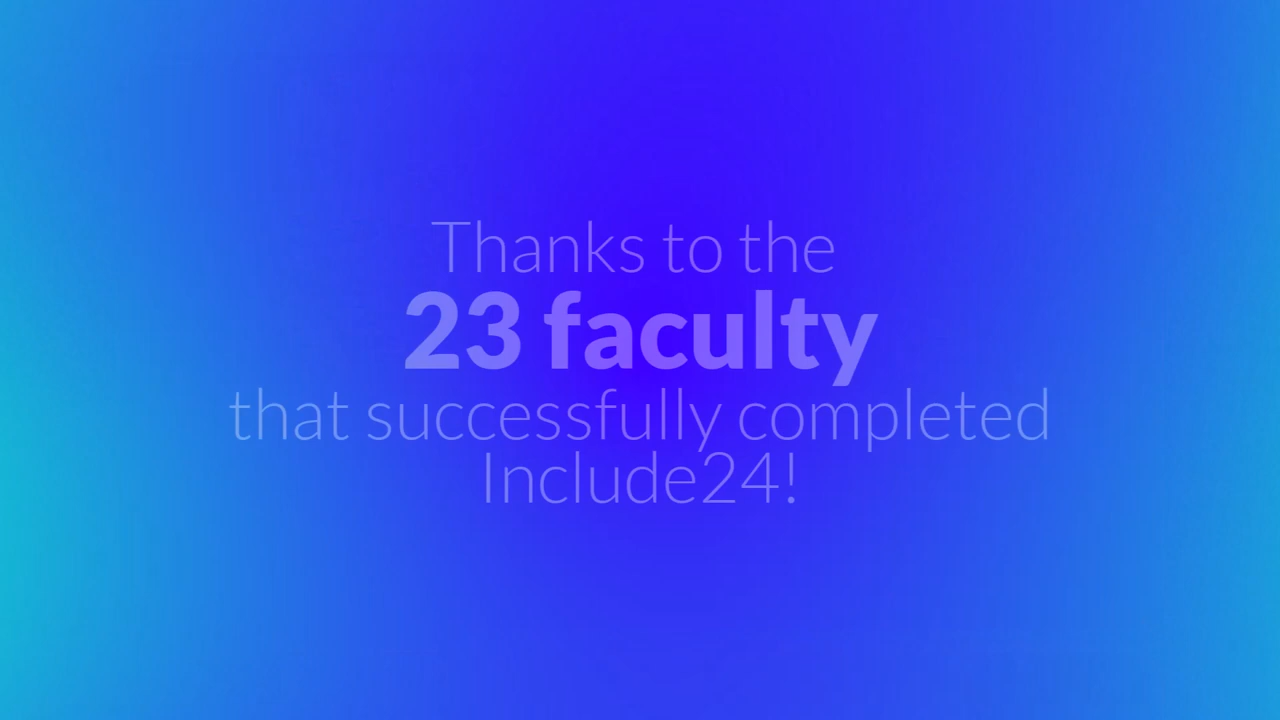 Thanks to the
23 faculty
that successfully completed
Include24!